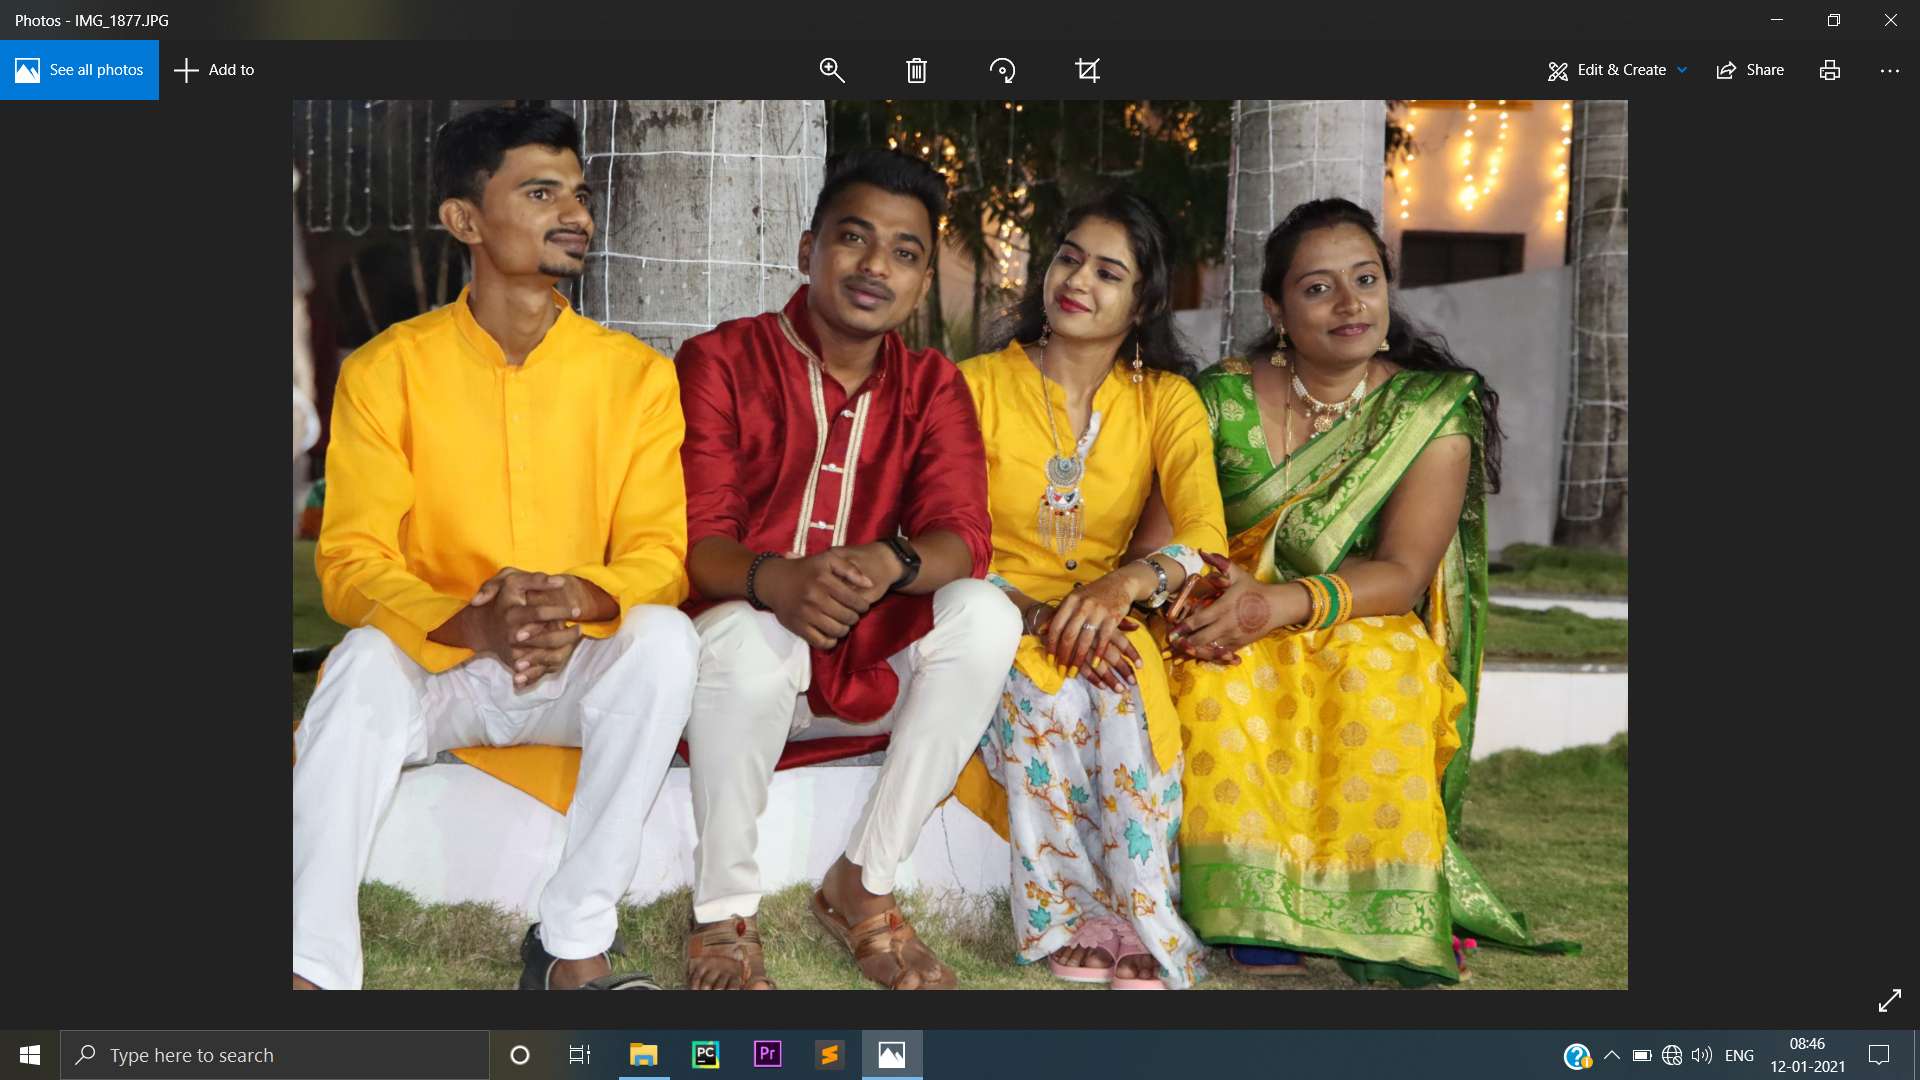 Photos - IMG_1877.JPG
See all photos
Add to
Edit & Create
Share
Type here to search
PC
Pr
ENG
08:46
12-01-2021